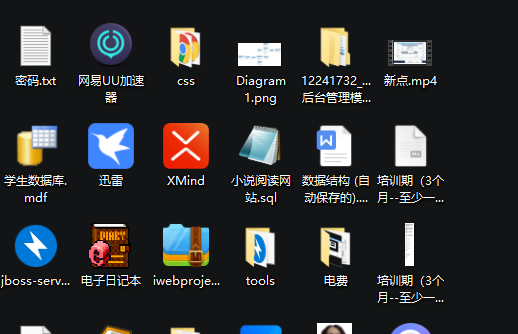 密码.txt
网易UU加速
器
css
Diagram
1.png
12241732_...
后台管理模...
新点.mp4
学生数据库.
mdf
迅雷
XMind
小说阅读网
站.sql
数据结构 (自
动保存的)....
培训期（3个
月--至少一...
jboss-serv...
DIARY
电子日记本
iwebproje...
tools
电费
培训期（3个
月--至少一...